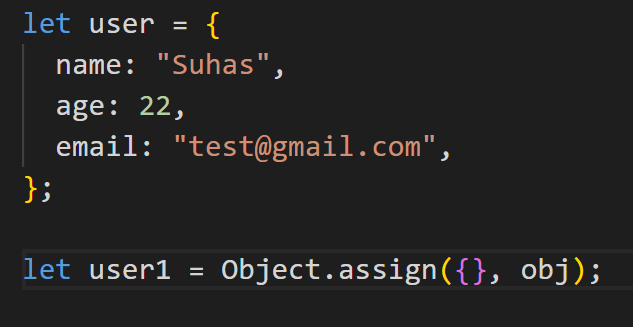 let user = {
  name: "Suhas",
  age: 22,
  email: "test@gmail.com",
};
let user1 = Object.assign({}, obj);